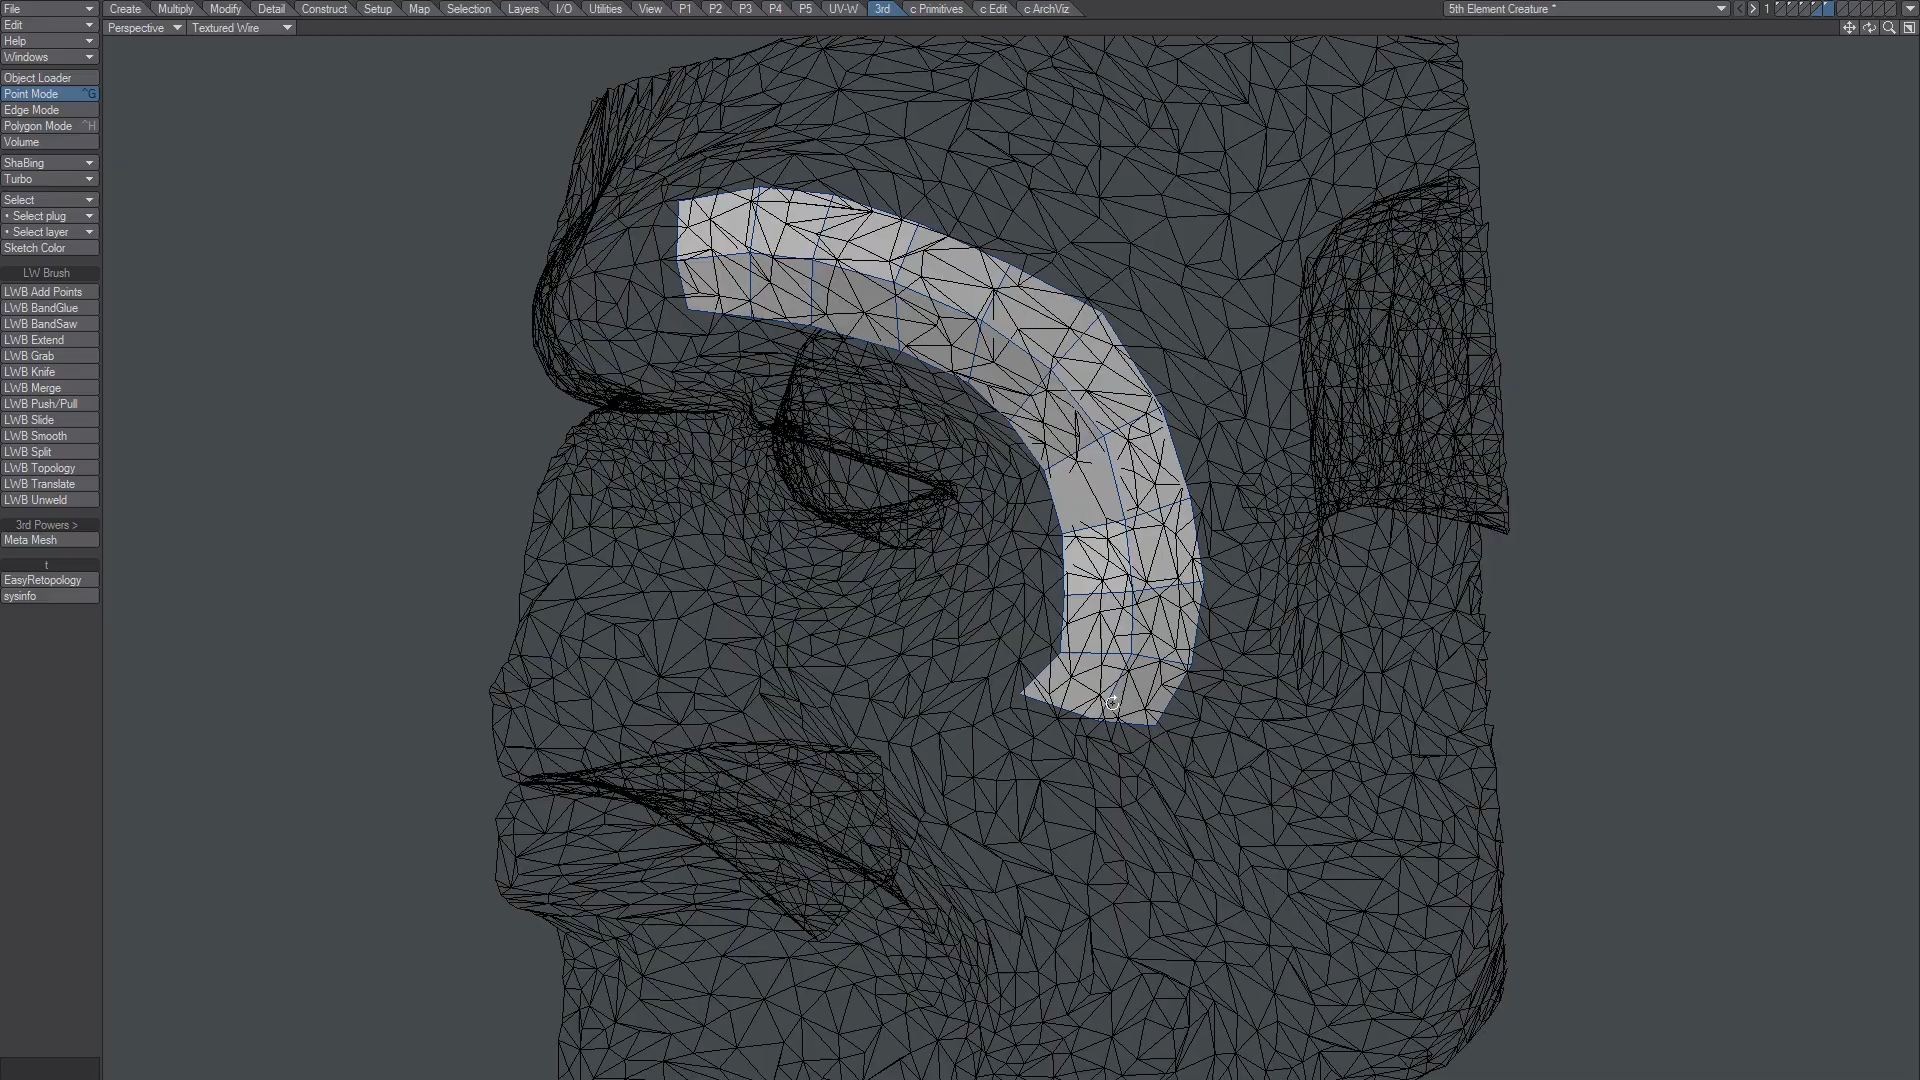 File Create Multiply Modify Detail Construct Setup Map Selection Layers I/O Utilities View P1 P2 P3 P4 P5 UV-W 3rd c Primitives c Edit c ArchViz 5th Element Creature * < > 1
Edit Perspective Textured Wire
Help
Windows
Object Loader
Point Mode ^G
Edge Mode
Polygon Mode ^H
Volume
ShaBing
Turbo
Select
• Select plug
• Select layer
Sketch Color
LW Brush
LWB Add Points
LWB BandGlue
LWB BandSaw
LWB Extend
LWB Grab
LWB Knife
LWB Merge
LWB Push/Pull
LWB Slide
LWB Smooth
LWB Split
LWB Topology
LWB Translate
LWB Unweld
3rd Powers >
Meta Mesh
t
EasyRetopology
sysinfo